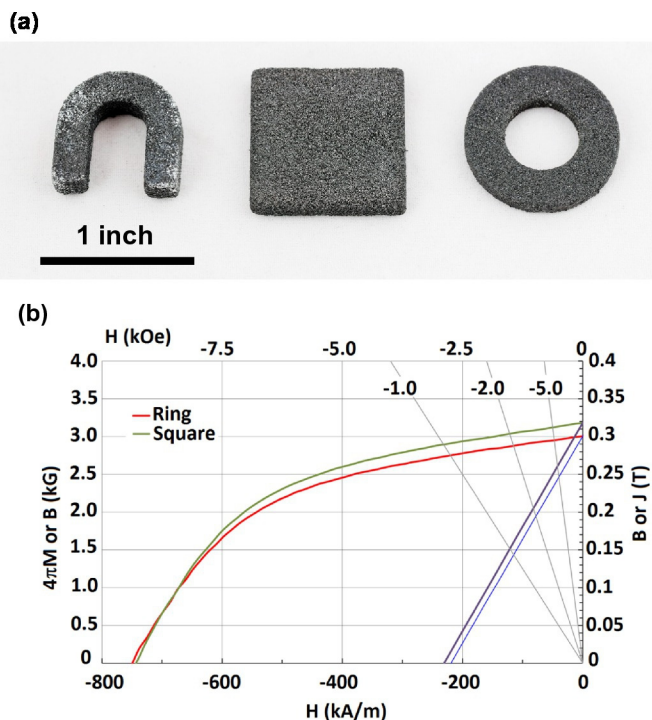 (a)
1 inch
(b)
H (kOe)
-7.5 -5.0 -2.5 0
4.0 0.4
-1.0 -2.0 -5.0
3.5 0.35
Ring
Square
3.0 0.3
2.5 0.25
2.0 0.2
1.5 0.15
1.0 0.1
0.5 0.05
0 0
4πM or B (kG)
B or J (T)
-800 -600 -400 -200 0
H (kA/m)